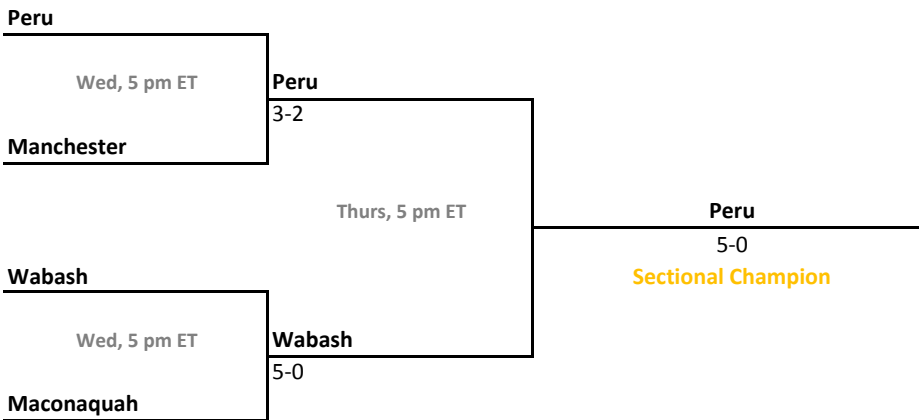 Peru
Wed, 5 pm ET
Peru
3-2
Manchester
Thurs, 5 pm ET
Peru
5-0
Sectional Champion
Wabash
Wed, 5 pm ET
Wabash
5-0
Maconaquah